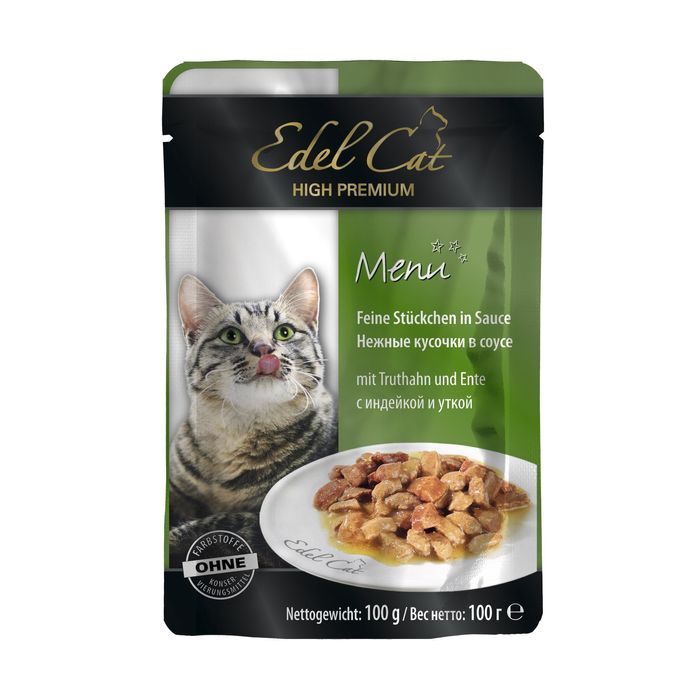 Edel Cat
HIGH PREMIUM
Menu
Feine Stückchen in Sauce
Нежные кусочки в соусе
mit Truthahn und Ente
с индейкой и уткой
Edel Cat
FARBSTOFFE
OHNE
KONSER
VIERUNGSMITTEL
Nettogewicht: 100 g / Вес нетто: 100 г ℮